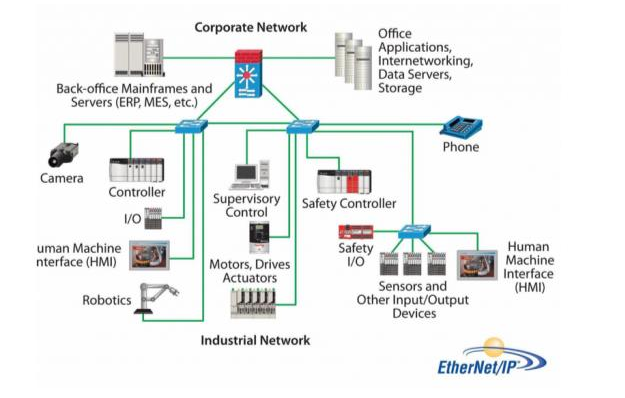 Corporate Network
Office
Applications,
Internetworking,
Data Servers,
Storage
Back-office Mainframes and
Servers (ERP, MES, etc.)
Phone
Camera
Controller
Supervisory
Control
Safety Controller
I/O
uman Machine
nterface (HMI)
Motors, Drives
Actuators
Safety
I/O
Human
Machine
Interface
(HMI)
Sensors and
Other Input/Output
Devices
Robotics
Industrial Network
EtherNet/IP